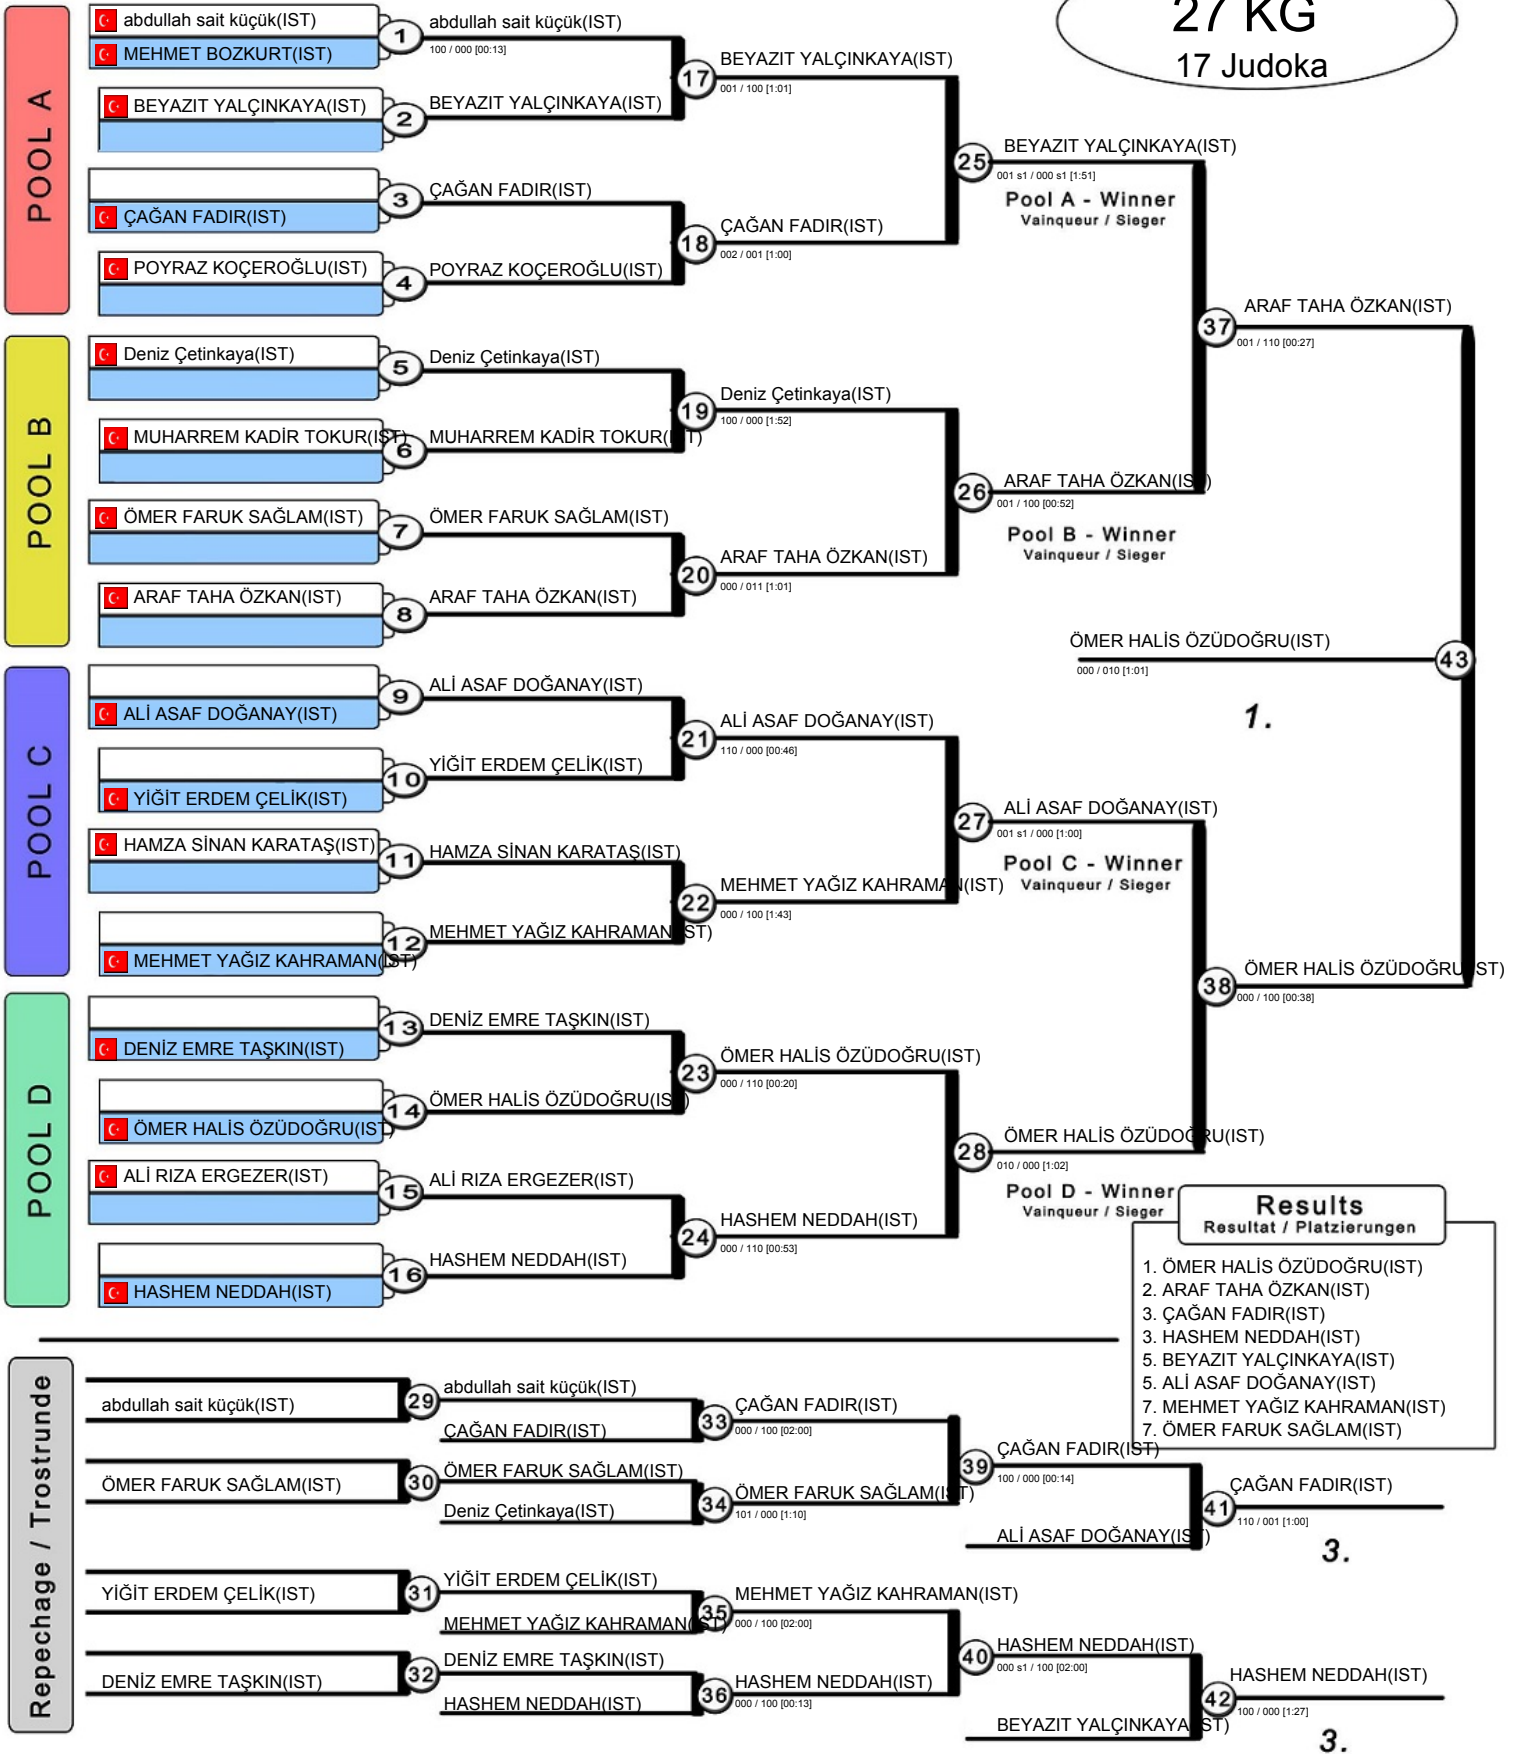 27 KG
17 Judoka
POOL A
abdullah sait küçük(IST)
MEHMET BOZKURT(IST)
1
abdullah sait küçük(IST)
100 / 000 [00:13]
BEYAZIT YALÇINKAYA(IST)
2
BEYAZIT YALÇINKAYA(IST)
17
BEYAZIT YALÇINKAYA(IST)
001 / 100 [1:01]
ÇAĞAN FADIR(IST)
3
ÇAĞAN FADIR(IST)
POYRAZ KOÇEROĞLU(IST)
4
POYRAZ KOÇEROĞLU(IST)
18
ÇAĞAN FADIR(IST)
002 / 001 [1:00]
25
BEYAZIT YALÇINKAYA(IST)
001 s1 / 000 s1 [1:51]
Pool A - Winner
Vainqueur / Sieger
POOL B
Deniz Çetinkaya(IST)
5
Deniz Çetinkaya(IST)
MUHARREM KADİR TOKUR(IST)
6
MUHARREM KADİR TOKUR(IST)
19
Deniz Çetinkaya(IST)
100 / 000 [1:52]
ÖMER FARUK SAĞLAM(IST)
7
ÖMER FARUK SAĞLAM(IST)
ARAF TAHA ÖZKAN(IST)
8
ARAF TAHA ÖZKAN(IST)
20
ARAF TAHA ÖZKAN(IST)
000 / 011 [1:01]
26
ARAF TAHA ÖZKAN(IST)
001 / 100 [00:52]
Pool B - Winner
Vainqueur / Sieger
37
ARAF TAHA ÖZKAN(IST)
001 / 110 [00:27]
ÖMER HALİS ÖZÜDOĞRU(IST)
43
000 / 010 [1:01]
1.
POOL C
ALİ ASAF DOĞANAY(IST)
9
ALİ ASAF DOĞANAY(IST)
YİĞİT ERDEM ÇELİK(IST)
10
YİĞİT ERDEM ÇELİK(IST)
21
ALİ ASAF DOĞANAY(IST)
110 / 000 [00:46]
HAMZA SİNAN KARATAŞ(IST)
11
HAMZA SİNAN KARATAŞ(IST)
MEHMET YAĞIZ KAHRAMAN(IST)
12
MEHMET YAĞIZ KAHRAMAN(IST)
22
MEHMET YAĞIZ KAHRAMAN(IST)
000 / 100 [1:43]
27
ALİ ASAF DOĞANAY(IST)
001 s1 / 000 [1:00]
Pool C - Winner
Vainqueur / Sieger
POOL D
DENİZ EMRE TAŞKIN(IST)
13
DENİZ EMRE TAŞKIN(IST)
ÖMER HALİS ÖZÜDOĞRU(IST)
14
ÖMER HALİS ÖZÜDOĞRU(IST)
23
ÖMER HALİS ÖZÜDOĞRU(IST)
000 / 110 [00:20]
ALİ RIZA ERGEZER(IST)
15
ALİ RIZA ERGEZER(IST)
HASHEM NEDDAH(IST)
16
HASHEM NEDDAH(IST)
24
HASHEM NEDDAH(IST)
000 / 110 [00:53]
28
ÖMER HALİS ÖZÜDOĞRU(IST)
010 / 000 [1:02]
Pool D - Winner
Vainqueur / Sieger
38
ÖMER HALİS ÖZÜDOĞRU(IST)
000 / 100 [00:38]
Results
Resultat / Platzierungen
1. ÖMER HALİS ÖZÜDOĞRU(IST)
2. ARAF TAHA ÖZKAN(IST)
3. ÇAĞAN FADIR(IST)
3. HASHEM NEDDAH(IST)
5. BEYAZIT YALÇINKAYA(IST)
5. ALİ ASAF DOĞANAY(IST)
7. MEHMET YAĞIZ KAHRAMAN(IST)
7. ÖMER FARUK SAĞLAM(IST)
Repechage / Trostrunde
abdullah sait küçük(IST)
29
abdullah sait küçük(IST)
ÇAĞAN FADIR(IST)
33
ÇAĞAN FADIR(IST)
000 / 100 [02:00]
ÖMER FARUK SAĞLAM(IST)
30
ÖMER FARUK SAĞLAM(IST)
Deniz Çetinkaya(IST)
34
ÖMER FARUK SAĞLAM(IST)
101 / 000 [1:10]
39
ÇAĞAN FADIR(IST)
100 / 000 [00:14]
ALİ ASAF DOĞANAY(IST)
41
ÇAĞAN FADIR(IST)
110 / 001 [1:00]
3.
YİĞİT ERDEM ÇELİK(IST)
31
YİĞİT ERDEM ÇELİK(IST)
MEHMET YAĞIZ KAHRAMAN(IST)
35
MEHMET YAĞIZ KAHRAMAN(IST)
000 / 100 [02:00]
DENİZ EMRE TAŞKIN(IST)
32
DENİZ EMRE TAŞKIN(IST)
HASHEM NEDDAH(IST)
36
HASHEM NEDDAH(IST)
000 / 100 [00:13]
40
HASHEM NEDDAH(IST)
000 s1 / 100 [02:00]
BEYAZIT YALÇINKAYA(IST)
42
HASHEM NEDDAH(IST)
100 / 000 [1:27]
3.